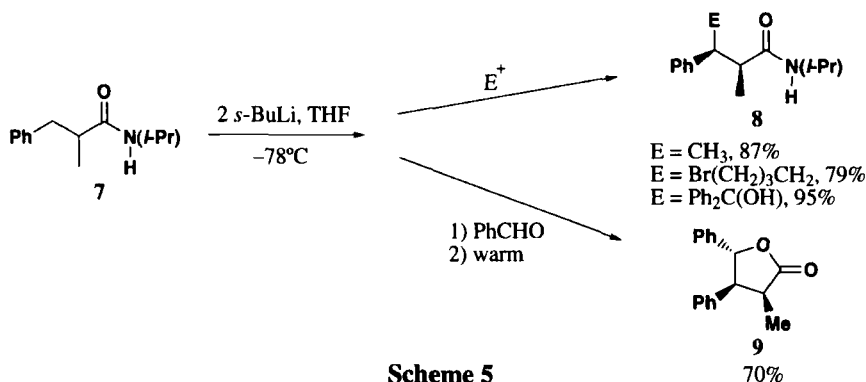 E
O
Ph
N(i-Pr)
H
8
E⁺
O
Ph
N(i-Pr)
H
7
2 s-BuLi, THF
–78ºC
E = CH₃, 87%
E = Br(CH₂)₃CH₂, 79%
E = Ph₂C(OH), 95%
1) PhCHO
2) warm
Ph
O
O
Ph
Me
9
70%
Scheme 5